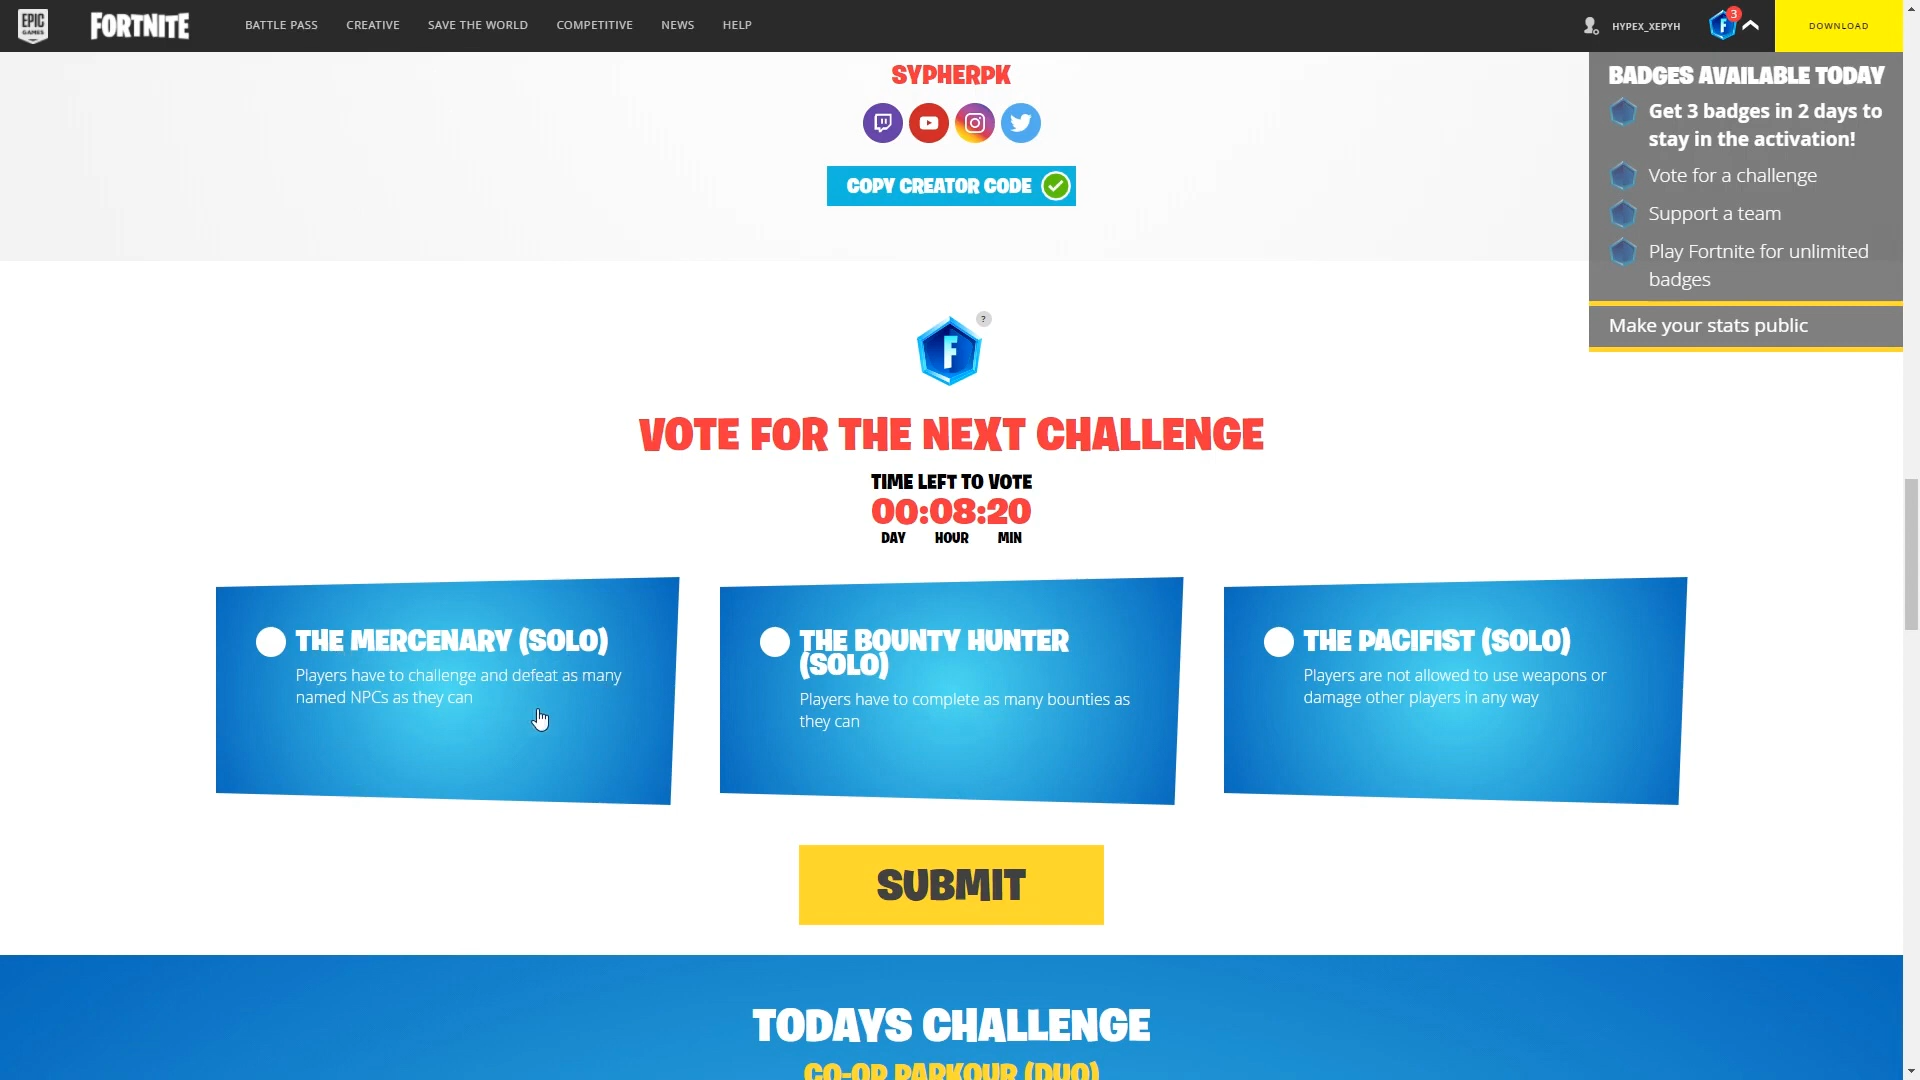 EPIC GAMES
FORTNITE
BATTLE PASS
CREATIVE
SAVE THE WORLD
COMPETITIVE
NEWS
HELP
HYPEX_XEPYH
F
3
DOWNLOAD
SYPHERPK
COPY CREATOR CODE
BADGES AVAILABLE TODAY
Get 3 badges in 2 days to
stay in the activation!
Vote for a challenge
Support a team
Play Fortnite for unlimited
badges
Make your stats public
F
?
VOTE FOR THE NEXT CHALLENGE
TIME LEFT TO VOTE
00:08:20
DAY HOUR MIN
THE MERCENARY (SOLO)
Players have to challenge and defeat as many
named NPCs as they can
THE BOUNTY HUNTER
(SOLO)
Players have to complete as many bounties as
they can
THE PACIFIST (SOLO)
Players are not allowed to use weapons or
damage other players in any way
SUBMIT
TODAYS CHALLENGE
CO-OP PARKOUR (DUO)